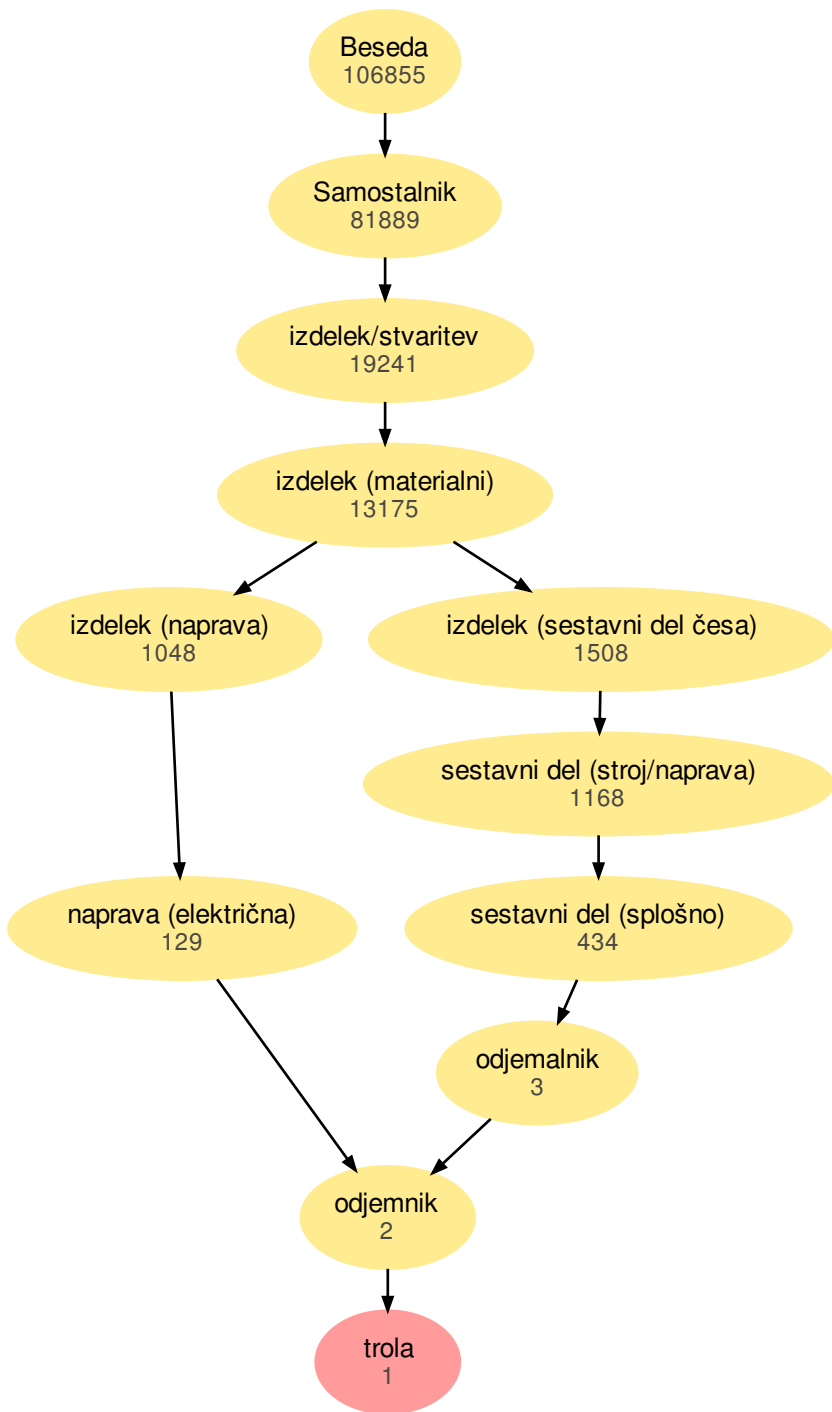 Beseda
106855
Samostalnik
81889
izdelek/stvaritev
19241
izdelek (materialni)
13175
izdelek (naprava)
1048
izdelek (sestavni del česa)
1508
sestavni del (stroj/naprava)
1168
naprava (električna)
129
sestavni del (splošno)
434
odjemalnik
3
odjemnik
2
trola
1